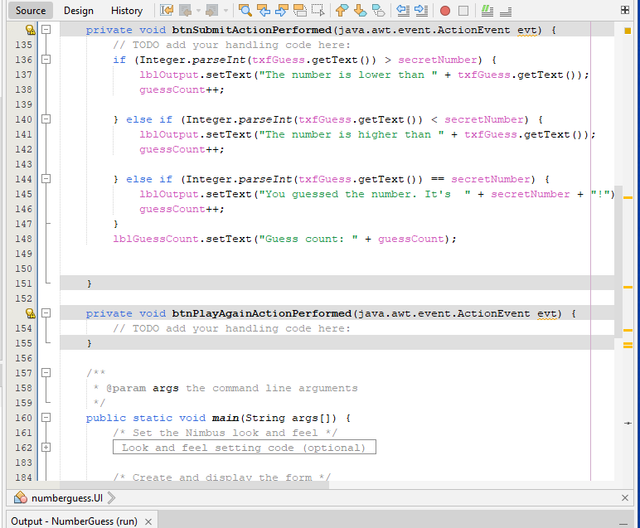 Source Design History
private void btnSubmitActionPerformed(java.awt.event.ActionEvent evt) {
135 // TODO add your handling code here:
136 if (Integer.parseInt(txfGuess.getText()) > secretNumber) {
137 lblOutput.setText("The number is lower than " + txfGuess.getText());
138 guessCount++;
139
140 } else if (Integer.parseInt(txfGuess.getText()) < secretNumber) {
141 lblOutput.setText("The number is higher than " + txfGuess.getText());
142 guessCount++;
143
144 } else if (Integer.parseInt(txfGuess.getText()) == secretNumber) {
145 lblOutput.setText("You guessed the number. It's  " + secretNumber + "!")
146 guessCount++;
147 }
148 lblGuessCount.setText("Guess count: " + guessCount);
149
150
151 }
152
private void btnPlayAgainActionPerformed(java.awt.event.ActionEvent evt) {
154 // TODO add your handling code here:
155 }
156
157 /**
158 * @param args the command line arguments
159 */
160 public static void main(String args[]) {
161 /* Set the Nimbus look and feel */
162 Look and feel setting code (optional)
183
184 /* Create and display the form */
numberguess.UI
Output - NumberGuess (run)